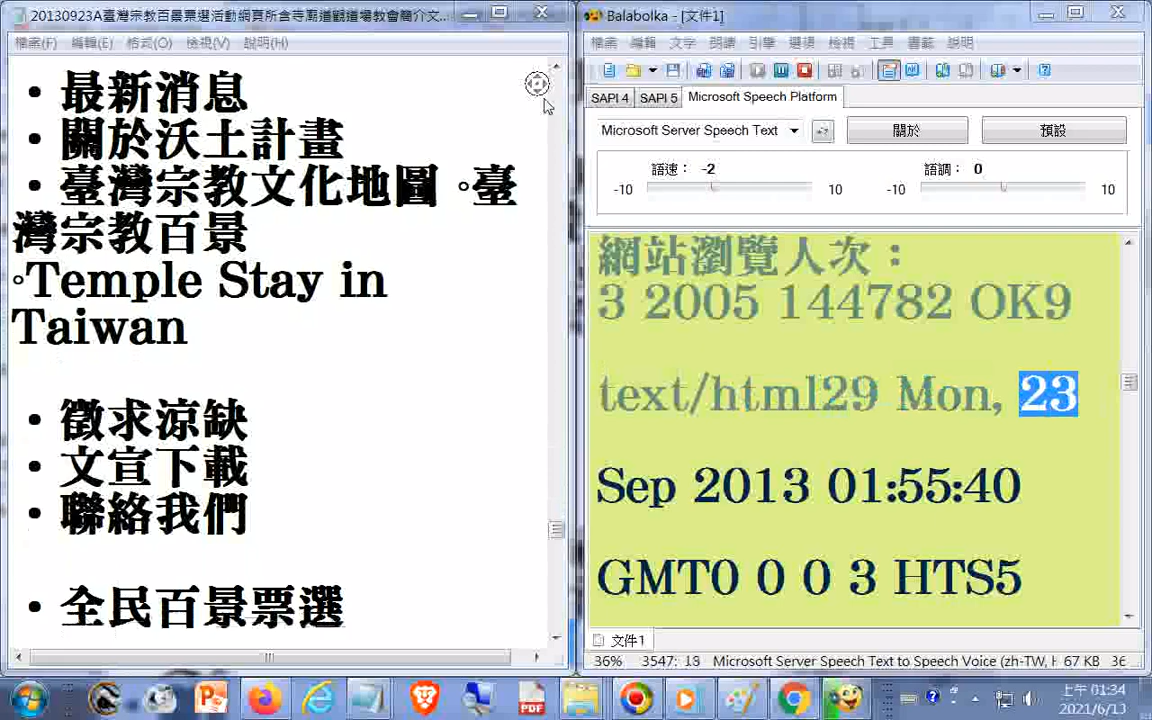 20130923A臺灣宗教百景票選活動網頁所含寺廟道觀道場教會簡介文...
檔案(F) 編輯(E) 格式(O) 檢視(V) 說明(H)
• 最新消息
• 關於沃土計畫
• 臺灣宗教文化地圖 ◦臺
灣宗教百景
◦Temple Stay in
Taiwan
• 徵求涼缺
• 文宣下載
• 聯絡我們
• 全民百景票選
Balabolka - [文件1]
檔案 編輯 文字 朗讀 引擎 選項 檢視 工具 書籤 說明
SAPI 4 SAPI 5 Microsoft Speech Platform
Microsoft Server Speech Text 關於 預設
語速： -2 語調： 0
-10 10 -10 10
網站瀏覽人次：
3 2005 144782 OK9
text/html29 Mon, 23
Sep 2013 01:55:40
GMT0 0 0 3 HTS5
文件1
36% 3547: 18 Microsoft Server Speech Text to Speech Voice (zh-TW, H 67 KB 36
上午 01:34
2021/6/13